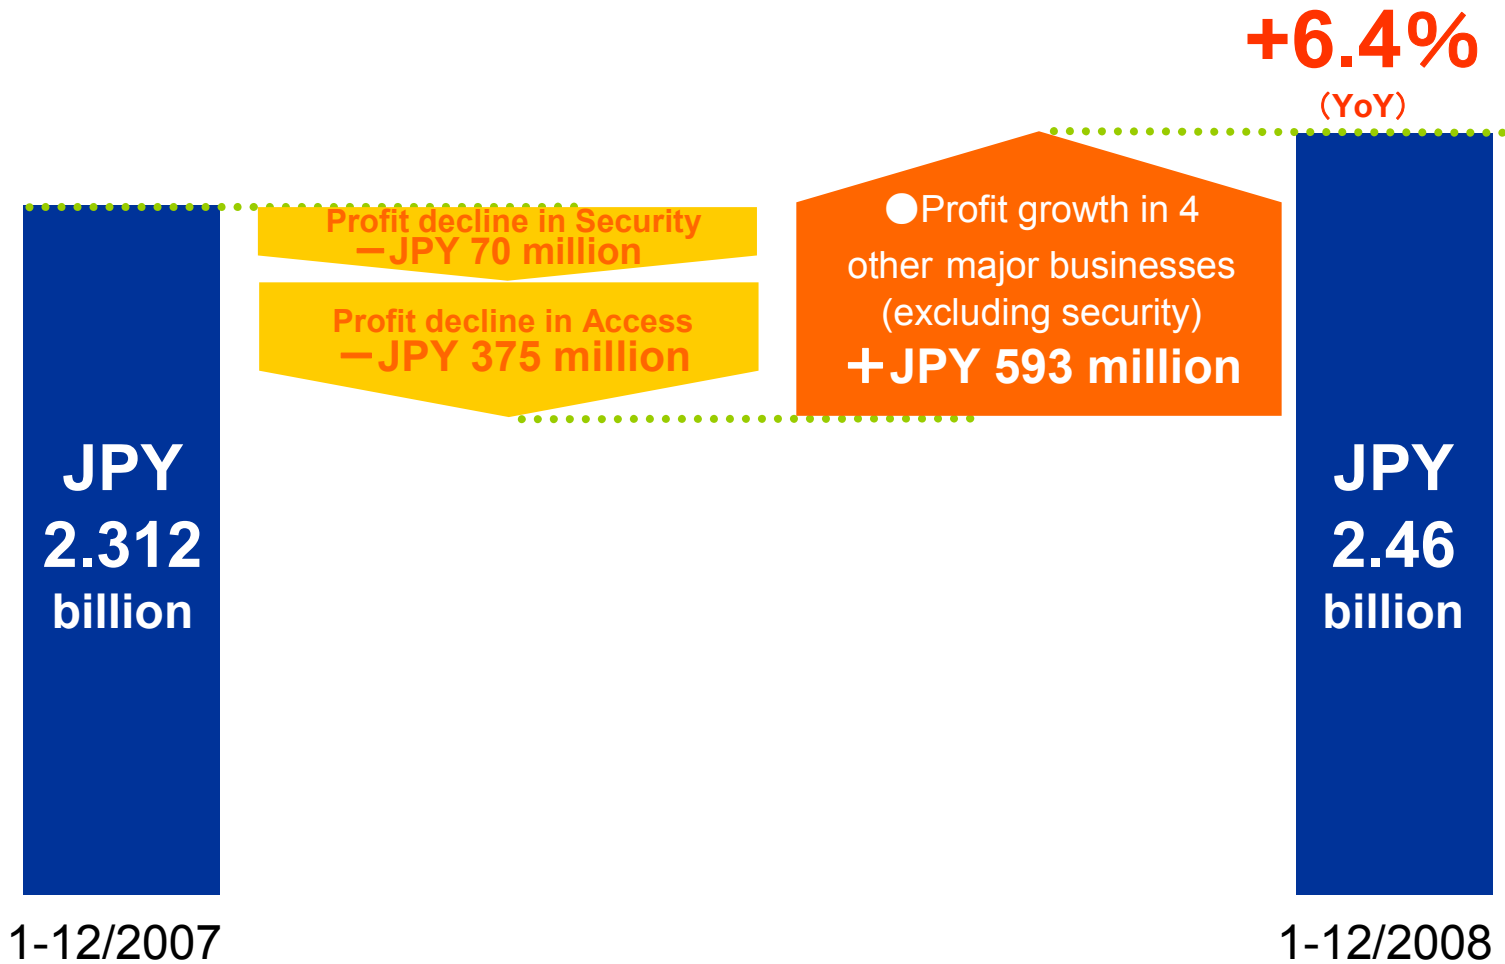 +6.4%
（YoY）
Profit decline in Security
－JPY 70 million
Profit decline in Access
－JPY 375 million
●Profit growth in 4
other major businesses
(excluding security)
＋JPY 593 million
JPY
2.312
billion
JPY
2.46
billion
1-12/2007
1-12/2008